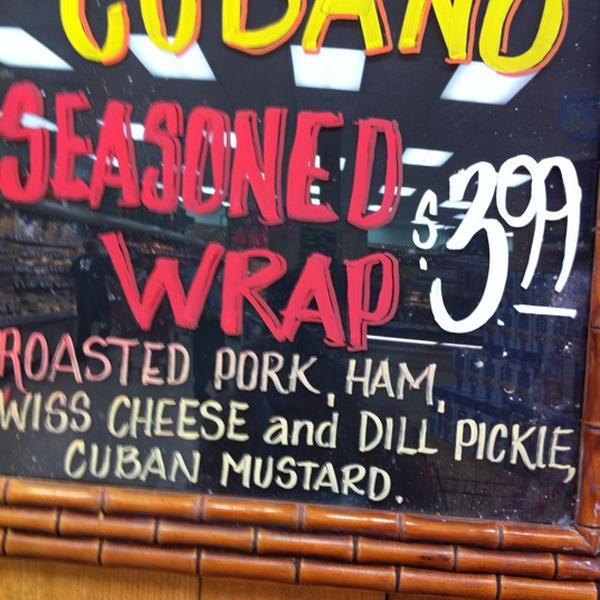 CUBANO
SEASONED
WRAP
$3.99
ROASTED PORK, HAM,
WISS CHEESE and DILL PICKLE,
CUBAN MUSTARD.